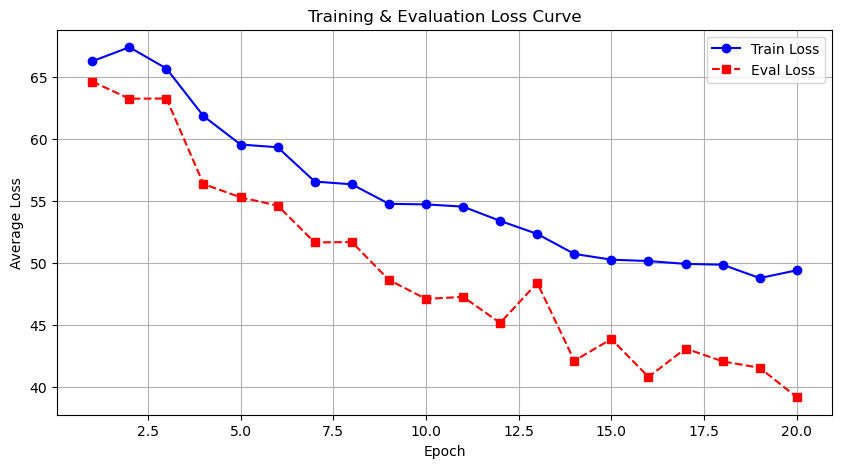 Training & Evaluation Loss Curve
Train Loss
Eval Loss
Average Loss
65
60
55
50
45
40
2.5 5.0 7.5 10.0 12.5 15.0 17.5 20.0
Epoch